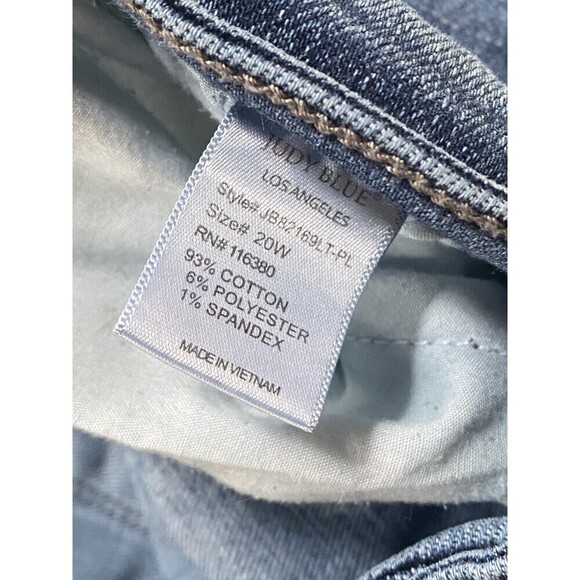 JUDY BLUE®
LOS ANGELES
Style# JB82169LT-PL
Size# 20W
RN# 116380
93% COTTON
6% POLYESTER
1% SPANDEX
MADE IN VIETNAM